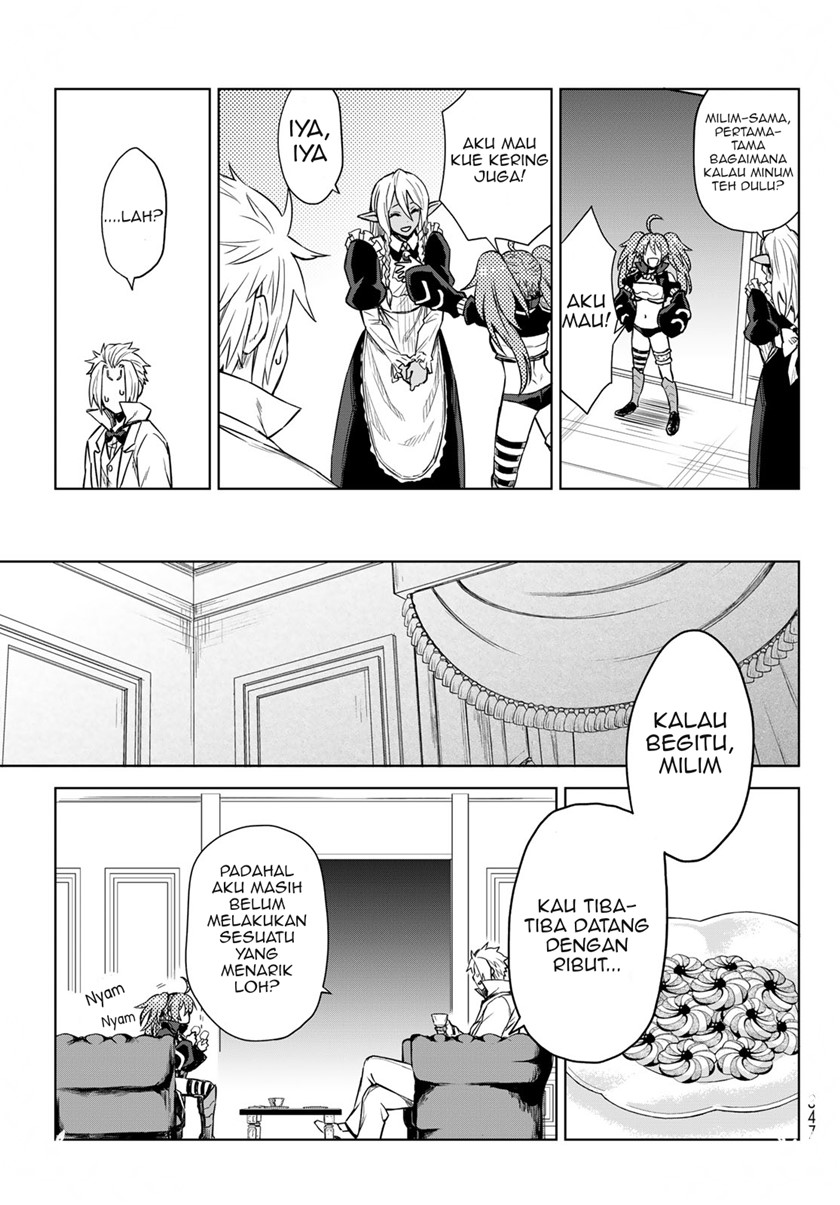 MILIM-SAMA,
PERTAMA-
TAMA
BAGAIMANA
KALAU MINUM
TEH DULU?
AKU
MAU!
AKU MAU
KUE KERING
JUGA!
IYA,
IYA
....LAH?
KALAU
BEGITU,
MILIM
KAU TIBA-
TIBA DATANG
DENGAN
RIBUT...
PADAHAL
AKU MASIH
BELUM
MELAKUKAN
SESUATU
YANG
MENARIK
LOH?
Nyam
Nyam